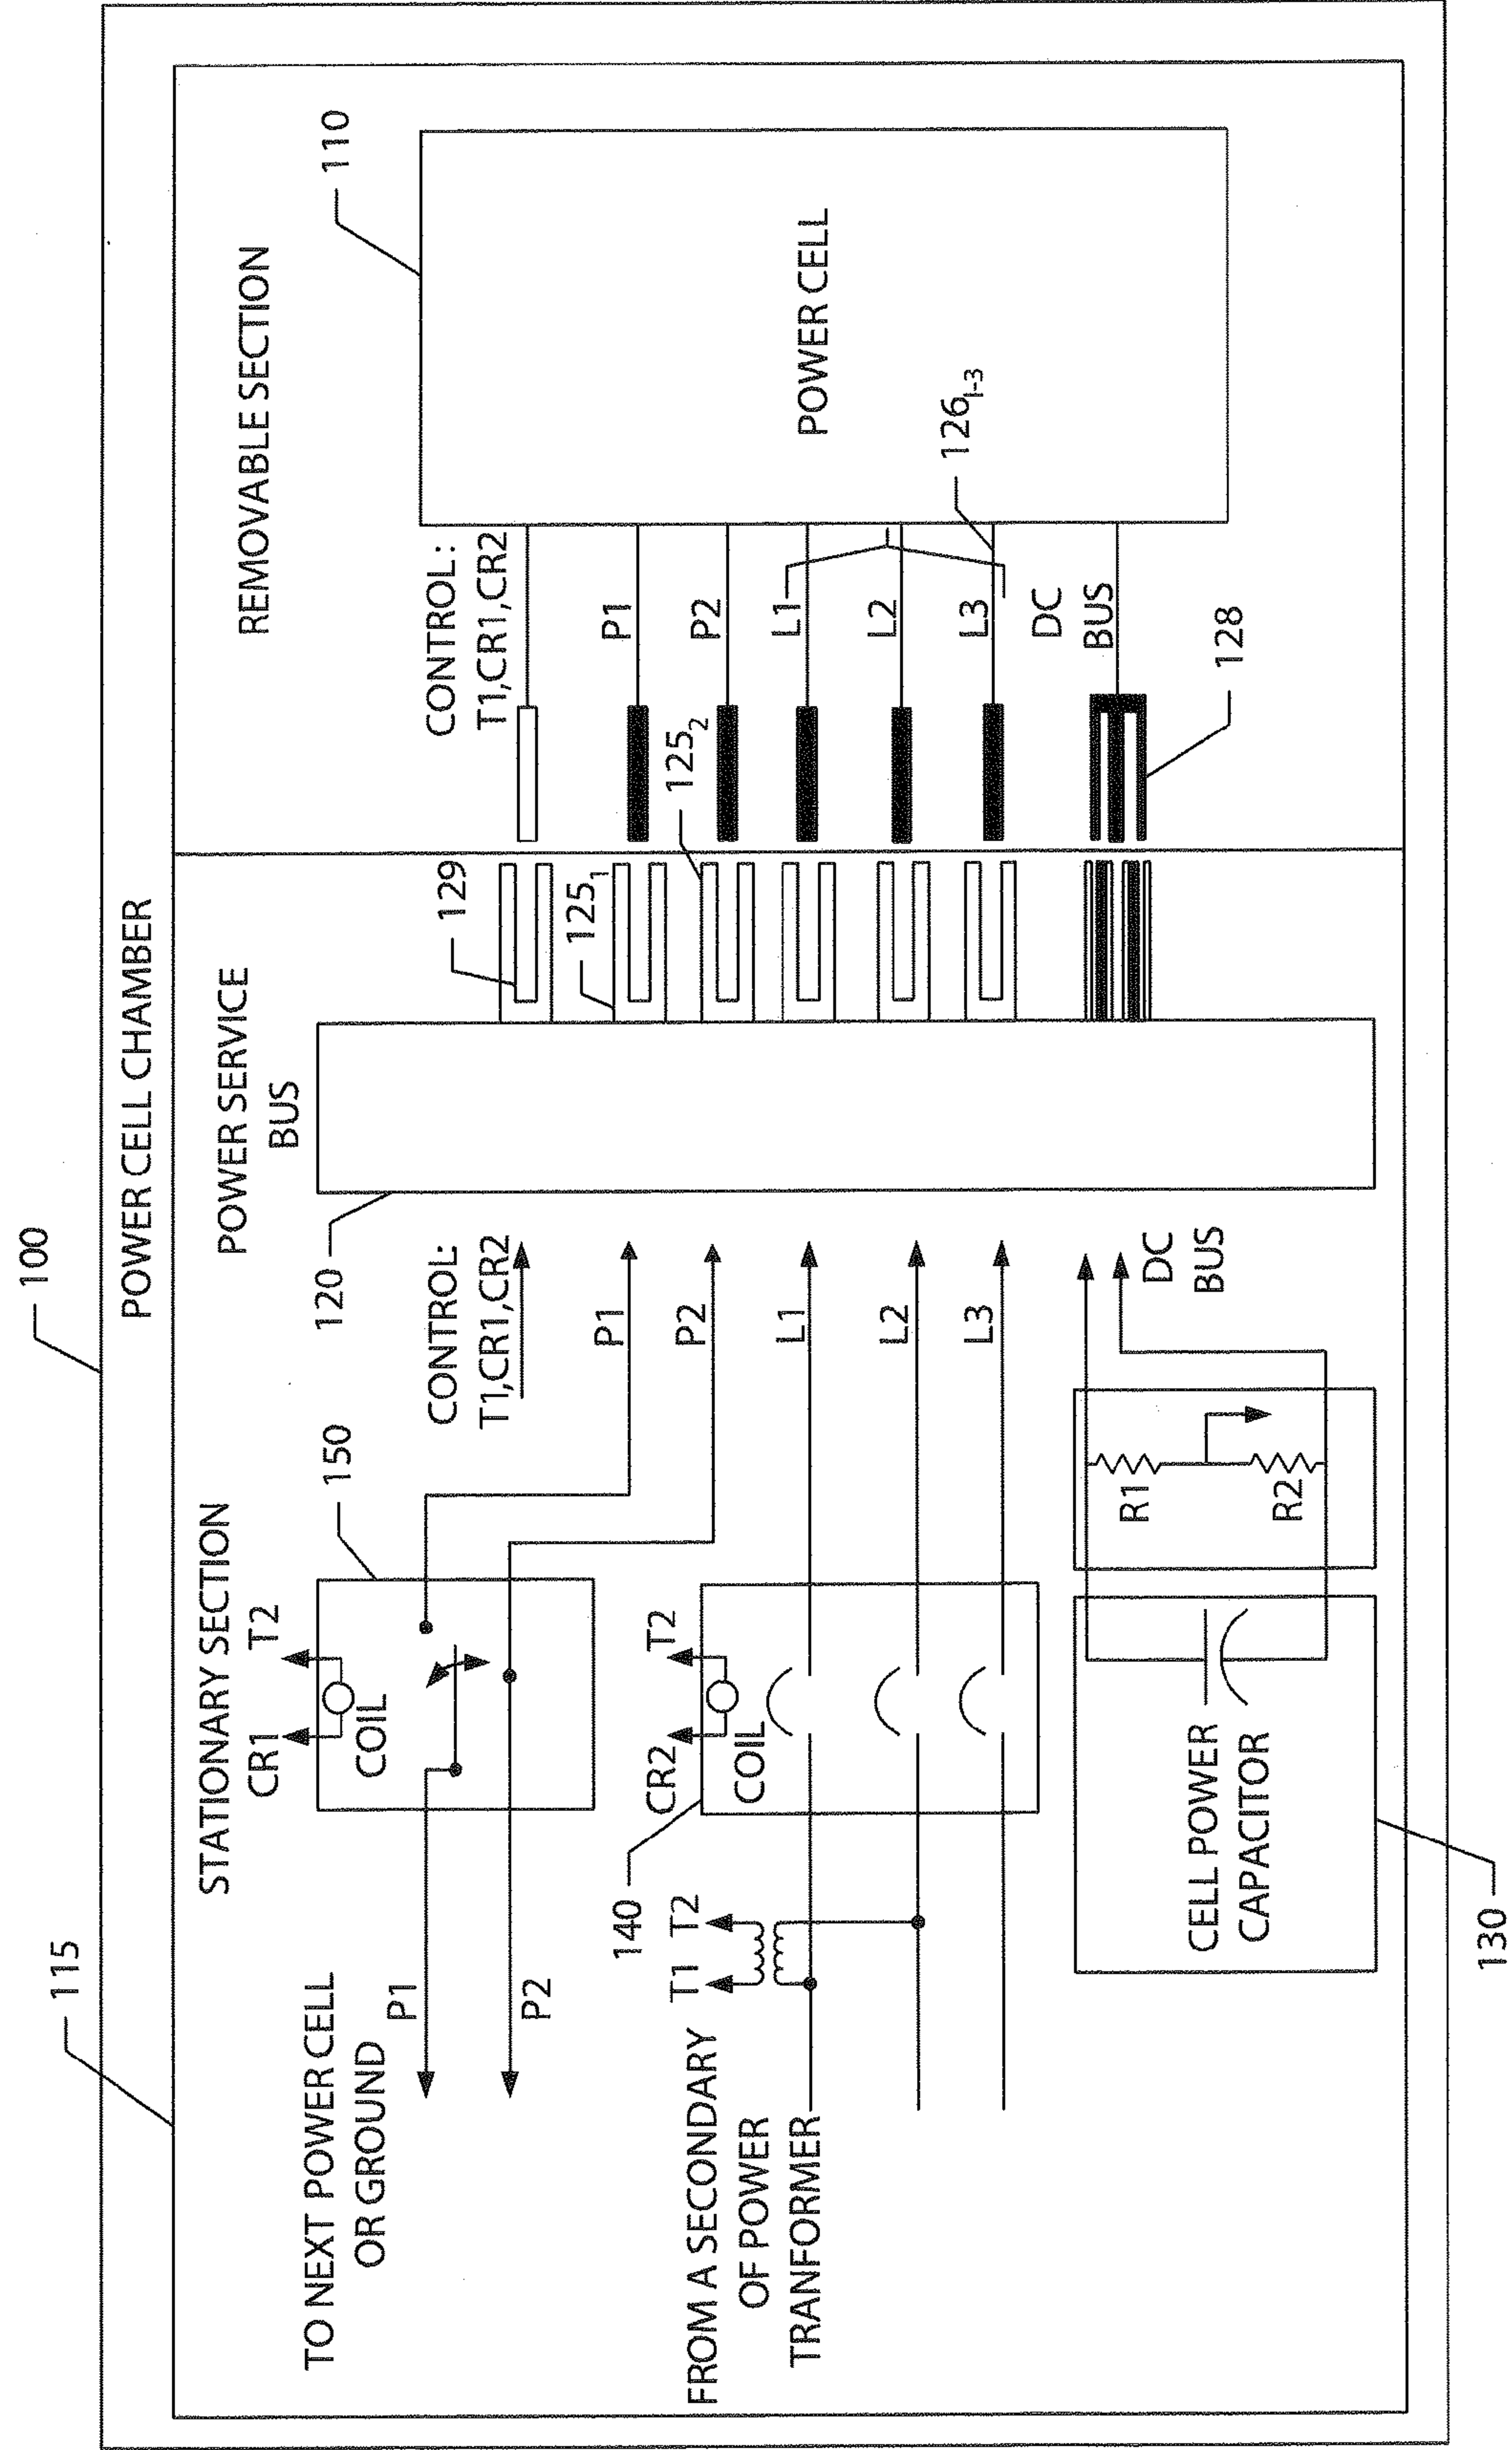 100
POWER CELL CHAMBER
115
STATIONARY SECTION
POWER SERVICE
BUS
REMOVABLE SECTION
110
120
TO NEXT POWER CELL
OR GROUND
P1
P2
CR1
T2
COIL
150
CONTROL:
T1,CR1,CR2
P1
P2
L1
L2
L3
DC
BUS
FROM A SECONDARY
OF POWER
TRANFORMER
T1
T2
140
CR2
T2
COIL
CELL POWER
CAPACITOR
130
R1
R2
129
125₁
125₂
CONTROL:
T1,CR1,CR2
P1
P2
L1
L2
L3
DC
BUS
128
126₁₋₃
POWER CELL